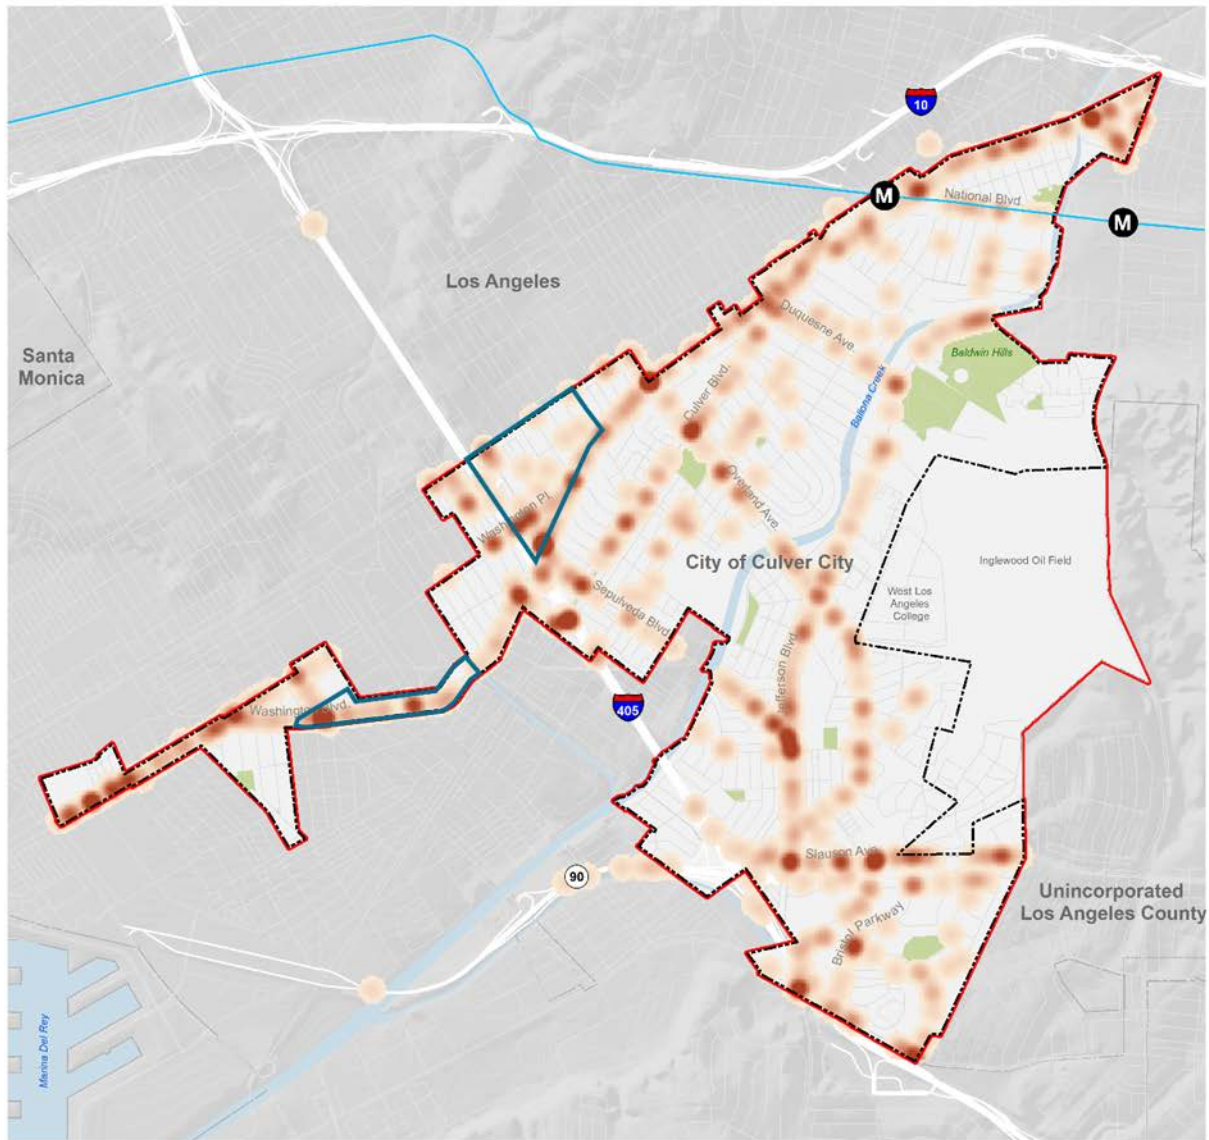 10
M
National Blvd.
M
Los Angeles
Santa
Monica
Duquesne Ave.
Baldwin Hills
Culver Blvd.
Ballona Creek
Overland Ave.
Washington Pl.
City of Culver City
Inglewood Oil Field
Sepulveda Blvd.
West Los
Angeles
College
Jefferson Blvd.
405
Washington Blvd.
Slauson Ave.
90
Unincorporated
Los Angeles County
Bristol Parkway
Marina Del Rey